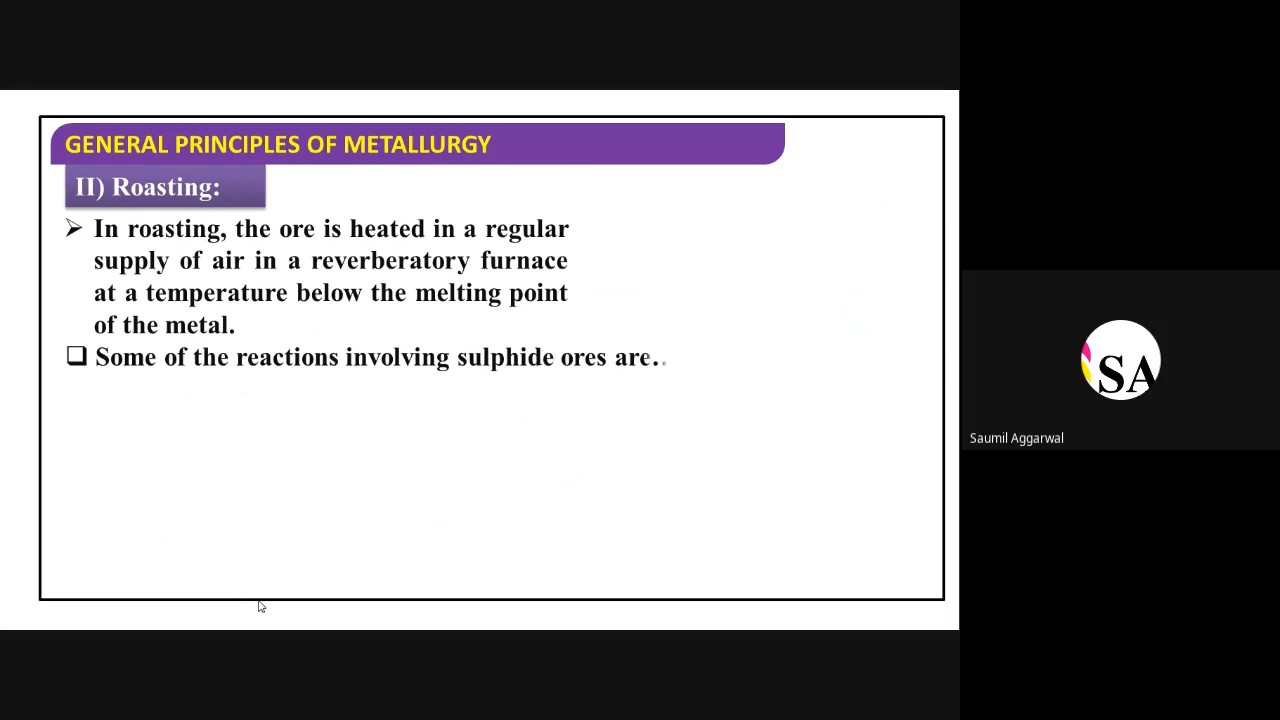 GENERAL PRINCIPLES OF METALLURGY
II) Roasting:
➢ In roasting, the ore is heated in a regular
supply of air in a reverberatory furnace
at a temperature below the melting point
of the metal.
❑ Some of the reactions involving sulphide ores are..
SA
Saumil Aggarwal